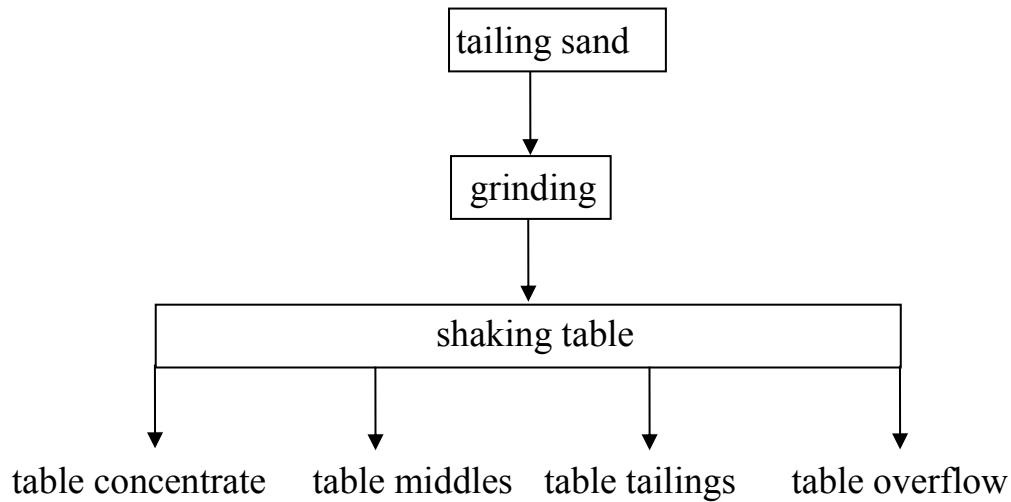 tailing sand
grinding
shaking table
table concentrate table middles table tailings table overflow